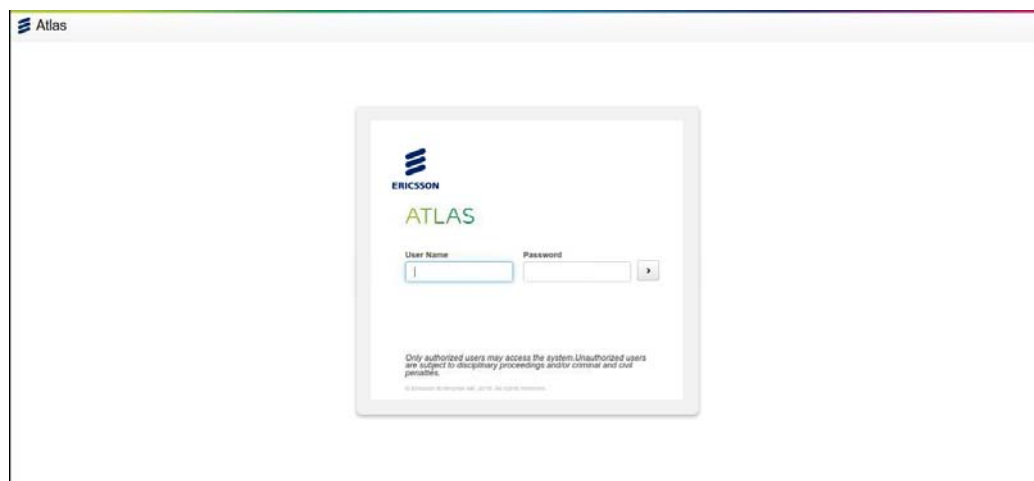 Atlas
ERICSSON
ATLAS
User Name
Password
Only authorized users may access the system.Unauthorized users
are subject to disciplinary proceedings and/or criminal and civil
penalties.